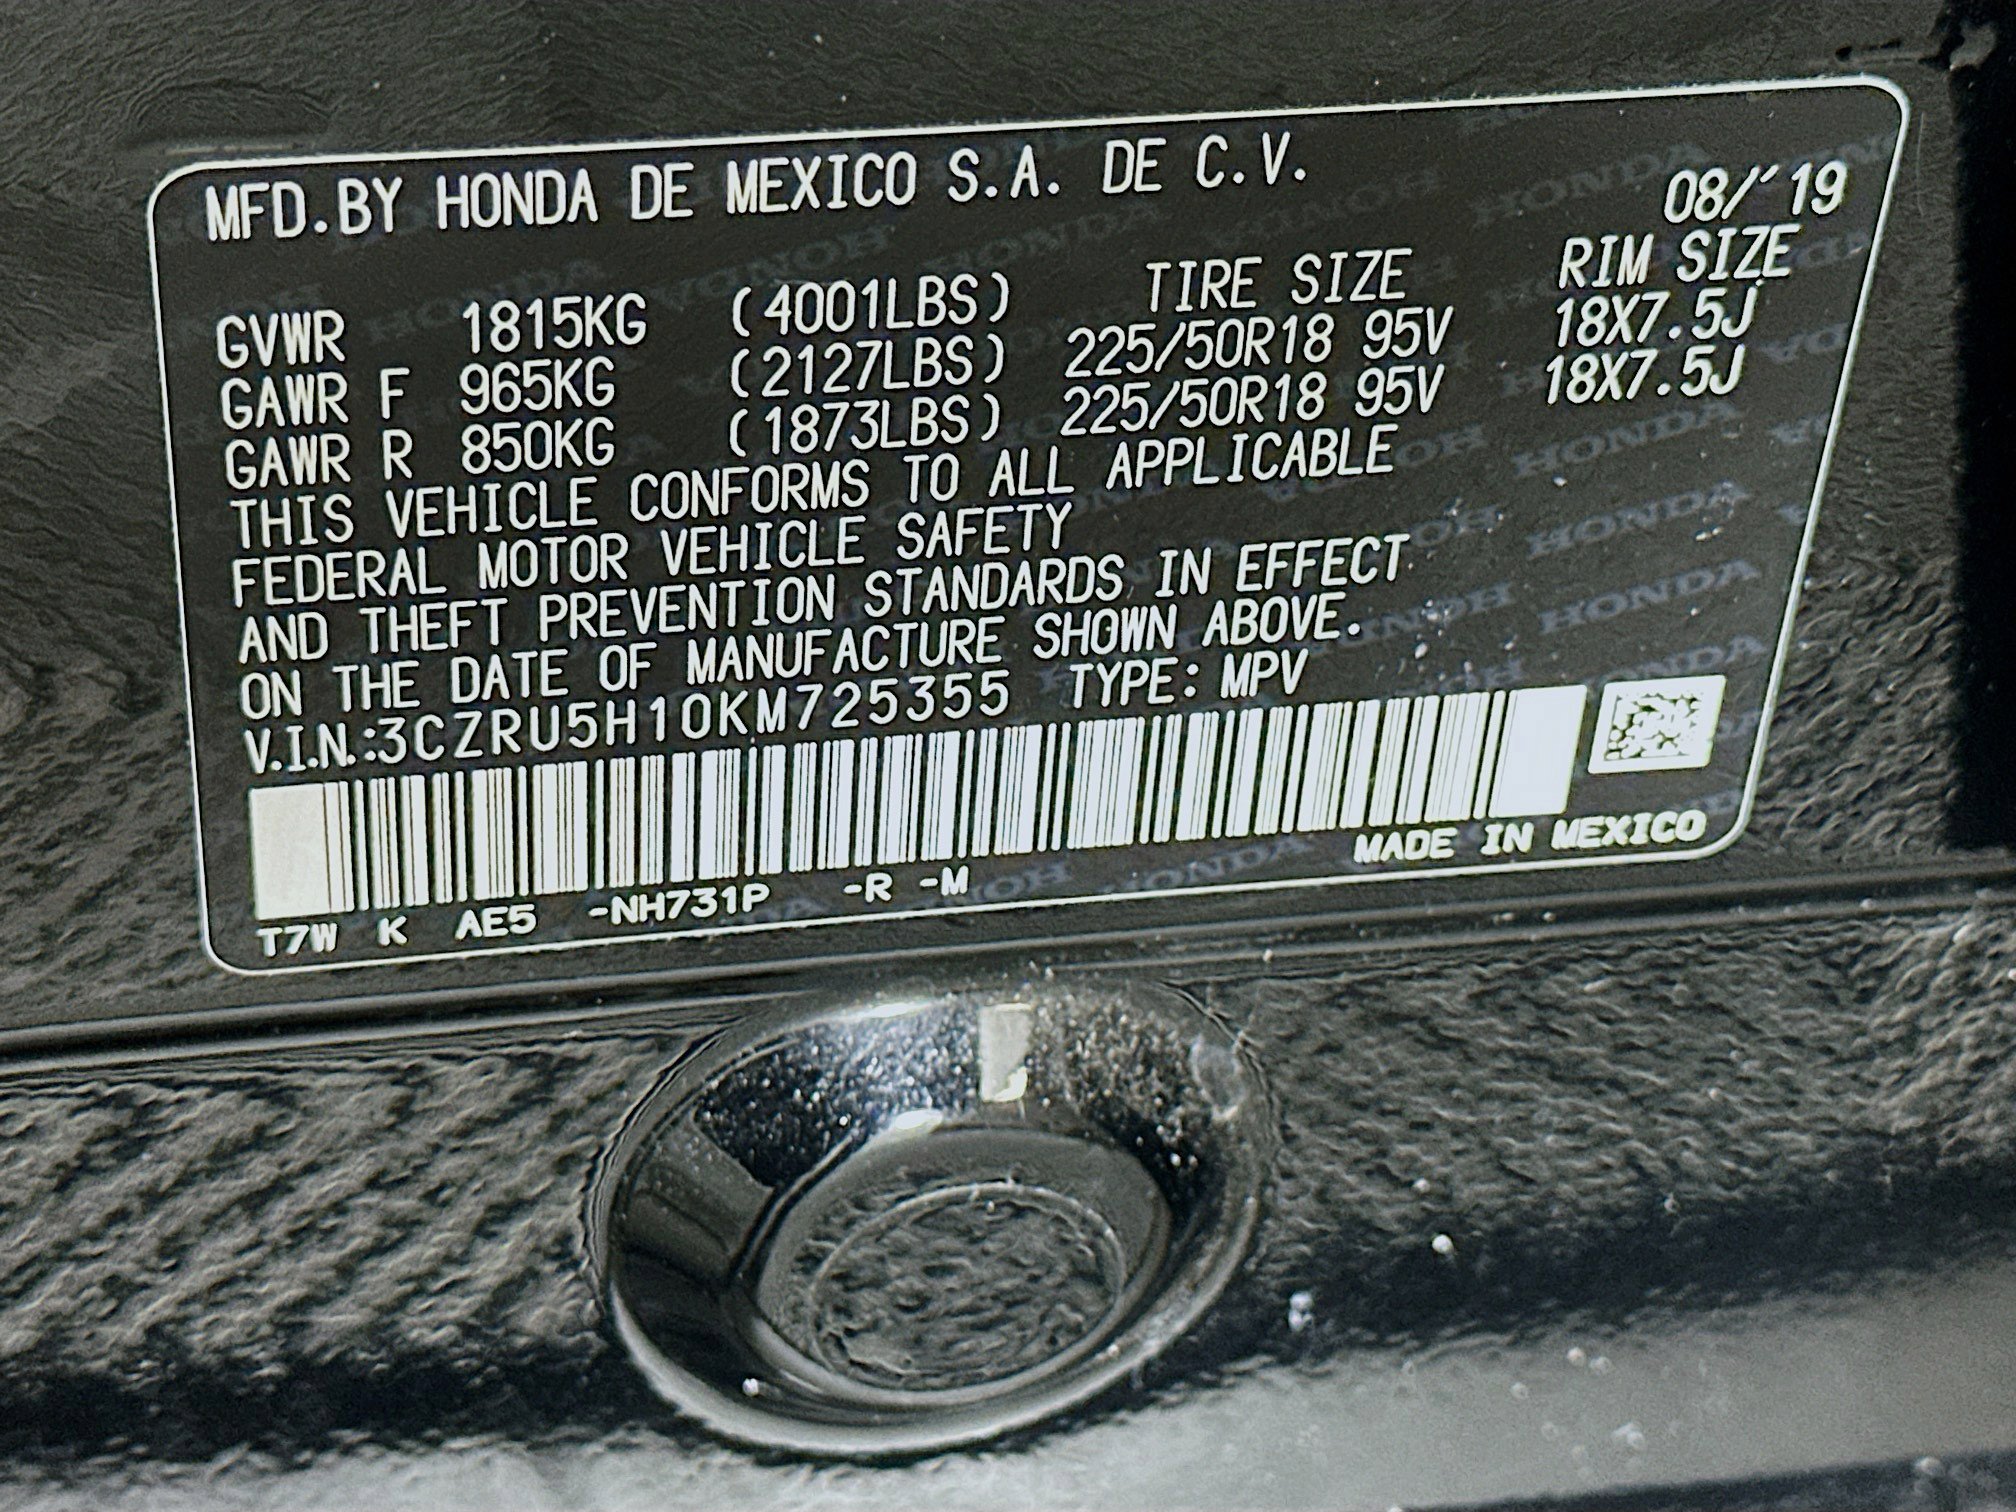 MFD.BY HONDA DE MEXICO S.A. DE C.V.
08/'19
GVWR 1815KG (4001LBS) TIRE SIZE RIM SIZE
GAWR F 965KG (2127LBS) 225/50R18 95V 18X7.5J
GAWR R 850KG (1873LBS) 225/50R18 95V 18X7.5J
THIS VEHICLE CONFORMS TO ALL APPLICABLE
FEDERAL MOTOR VEHICLE SAFETY
AND THEFT PREVENTION STANDARDS IN EFFECT
ON THE DATE OF MANUFACTURE SHOWN ABOVE.
V.I.N.:3CZRU5H10KM725355 TYPE: MPV
MADE IN MEXICO
T7W K AE5 -NH731P -R -M